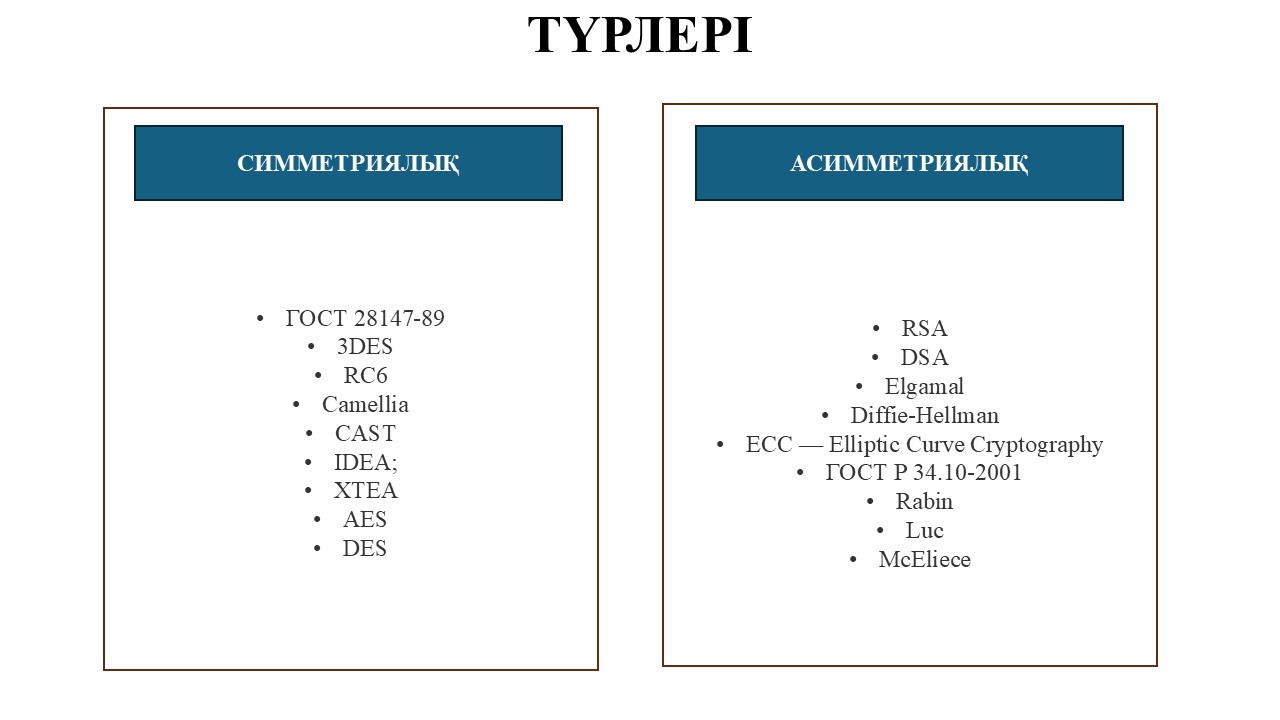 ТҮРЛЕРІ
СИММЕТРИЯЛЫҚ
• ГОСТ 28147-89
• 3DES
• RC6
• Camellia
• CAST
• IDEA;
• XTEA
• AES
• DES
АСИММЕТРИЯЛЫҚ
• RSA
• DSA
• Elgamal
• Diffie-Hellman
• ECC — Elliptic Curve Cryptography
• ГОСТ Р 34.10-2001
• Rabin
• Luc
• McEliece